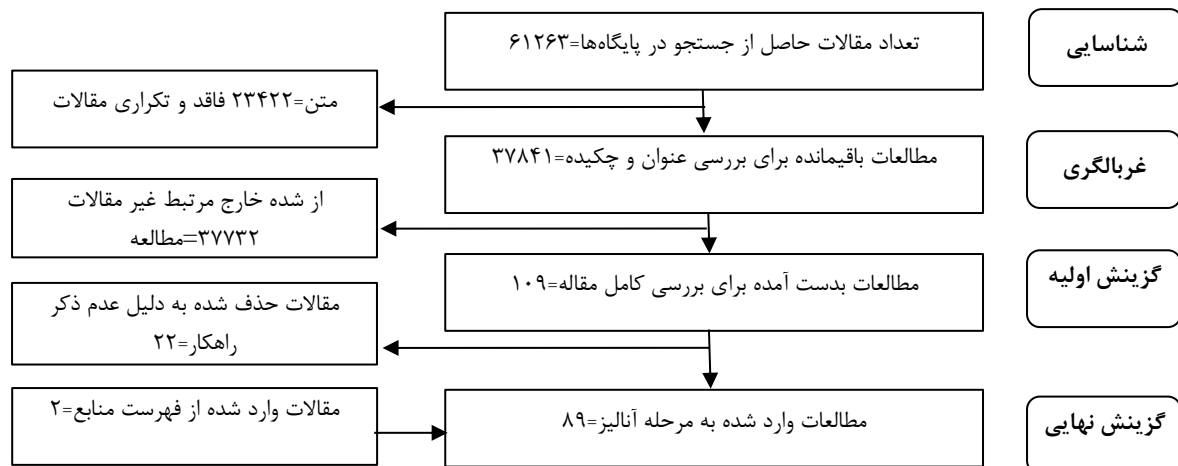 شناسایی
تعداد مقالات حاصل از جستجو در پایگاه‌ها=۶۱۲۶۳
متن=۲۳۴۲۲ فاقد و تکراری مقالات
غربالگری
مطالعات باقیمانده برای بررسی عنوان و چکیده=۳۷۸۴۱
از شده خارج مرتبط غیر مقالات
مطالعه=۳۷۷۳۲
گزینش اولیه
مطالعات بدست آمده برای بررسی کامل مقاله=۱۰۹
مقالات حذف شده به دلیل عدم ذکر
راهکار=۲۲
گزینش نهایی
مطالعات وارد شده به مرحله آنالیز=۸۹
مقالات وارد شده از فهرست منابع=۲